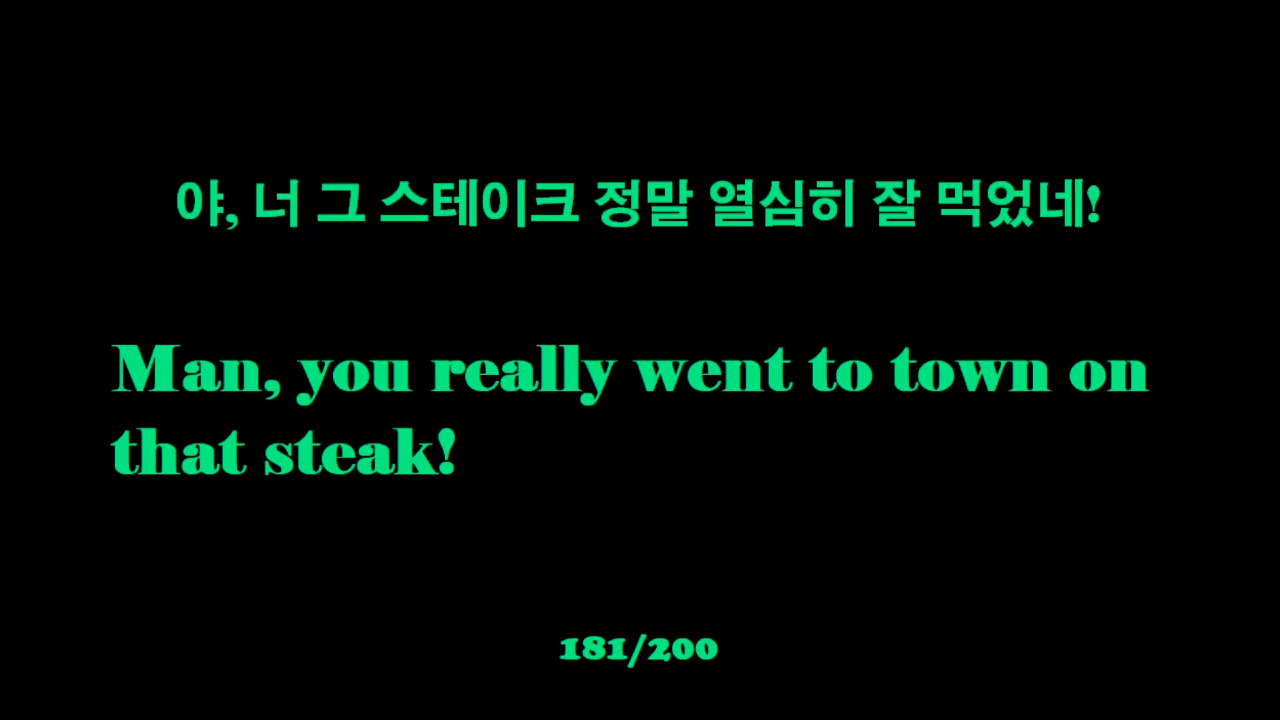 야, 너 그 스테이크 정말 열심히 잘 먹었네!
Man, you really went to town on
that steak!
181/200